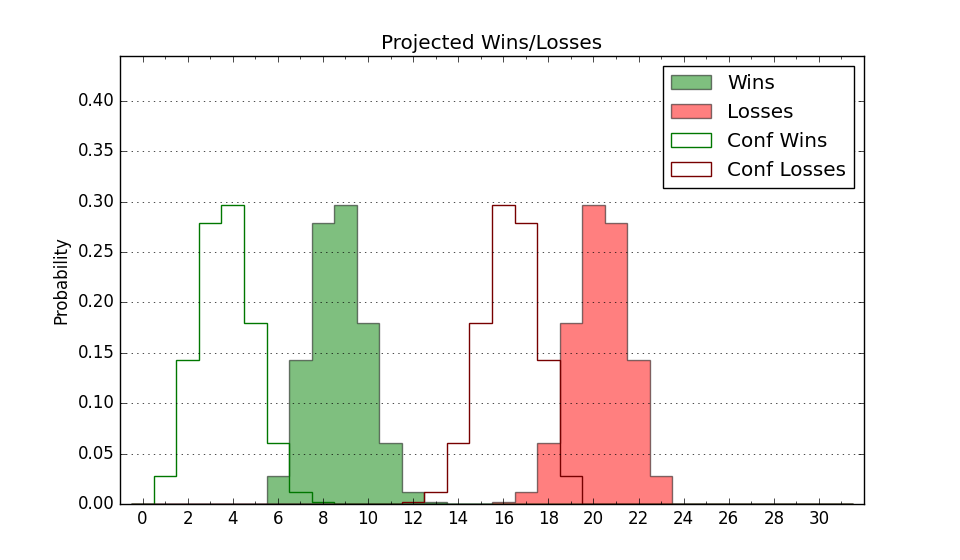 Projected Wins/Losses
Wins
Losses
Conf Wins
Conf Losses
Probability
0.40
0.35
0.30
0.25
0.20
0.15
0.10
0.05
0.00
0 2 4 6 8 10 12 14 16 18 20 22 24 26 28 30